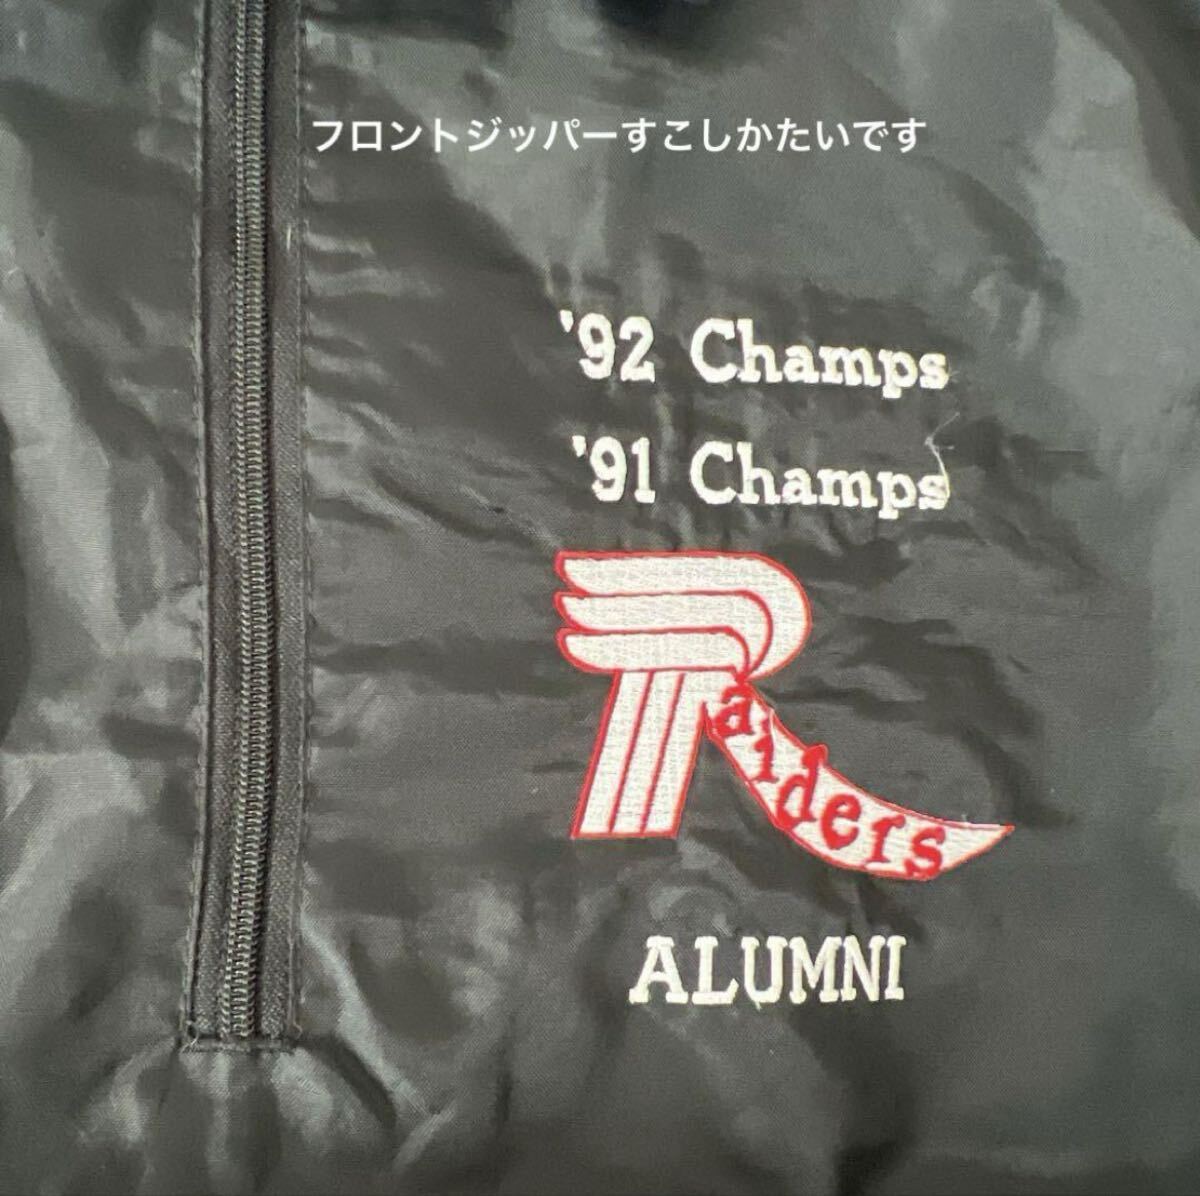 フロントジッパーすこしかたいです
'92 Champs
'91 Champs
Raiders
ALUMNI